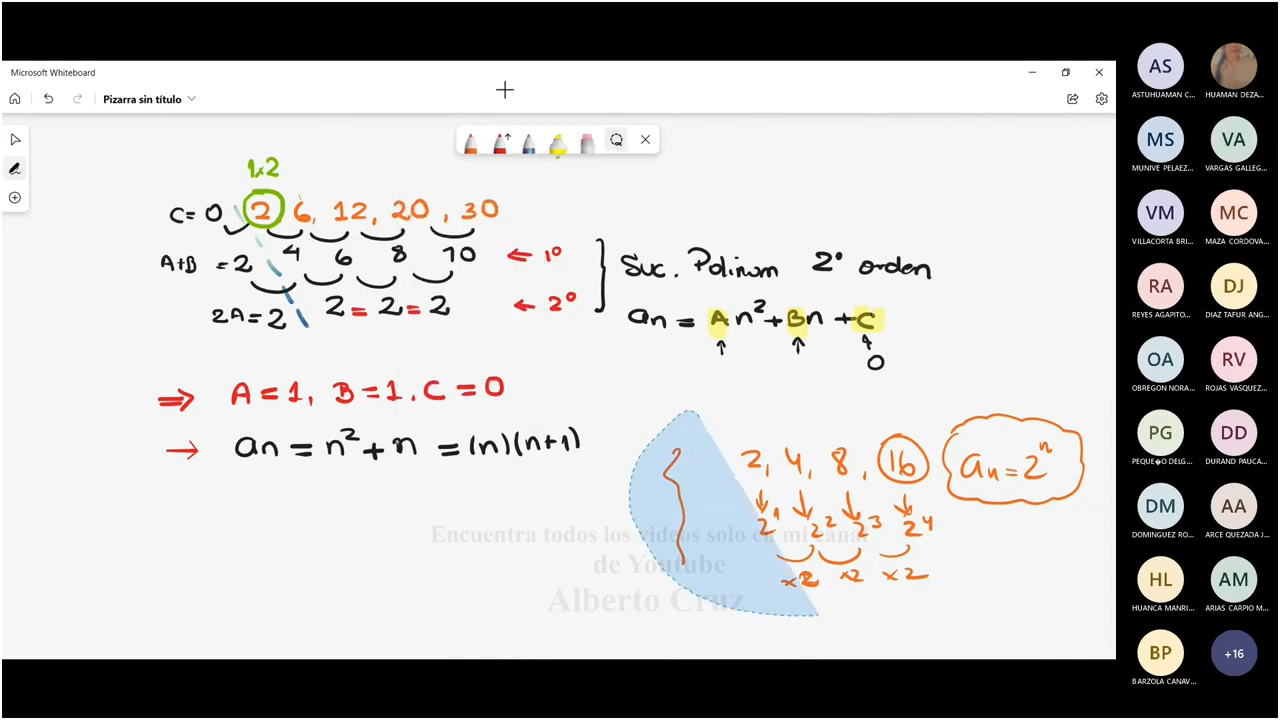 Microsoft Whiteboard
Pizarra sin título
1x2
C = 0 2 6, 12, 20, 30
A+B = 2 4 6 8 10 ← 1°
2A = 2 2 = 2 = 2 ← 2°
Suc. Polinom 2° orden
an = An² + Bn + C
0
⇒ A = 1, B = 1, C = 0
→ an = n² + n = (n)(n+1)
2, 4, 8, 16
an = 2ⁿ
2¹ 2² 2³ 2⁴
x2 x2 x2
Encuentra todos los videos solo en mi canal
de Youtube
Alberto Cruz
AS
ASTUHUAMAN C...
HUAMAN DEZA...
MS
MUNIVE PELAEZ...
VA
VARGAS GALLEG...
VM
VILLACORTA BRI...
MC
MAZA CORDOVA...
RA
REYES AGAPITO...
DJ
DIAZ TAFUR ANG...
OA
OBREGON NORA...
RV
ROJAS VASQUEZ...
PG
PEQUE�O DELG...
DD
DURAND PAUCA...
DM
DOMINGUEZ RO...
AA
ARCE QUEZADA J...
HL
HUANCA MANRI...
AM
ARIAS CARPIO M...
BP
BARZOLA CANAV...
+16